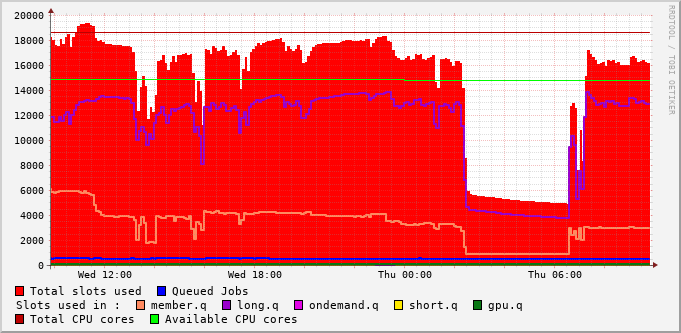 20000
18000
16000
14000
12000
10000
8000
6000
4000
2000
0
Wed 12:00 Wed 18:00 Thu 00:00 Thu 06:00
RRDTOOL / TOBI OETIKER
Total slots used Queued Jobs
Slots used in : member.q long.q ondemand.q short.q gpu.q
Total CPU cores Available CPU cores